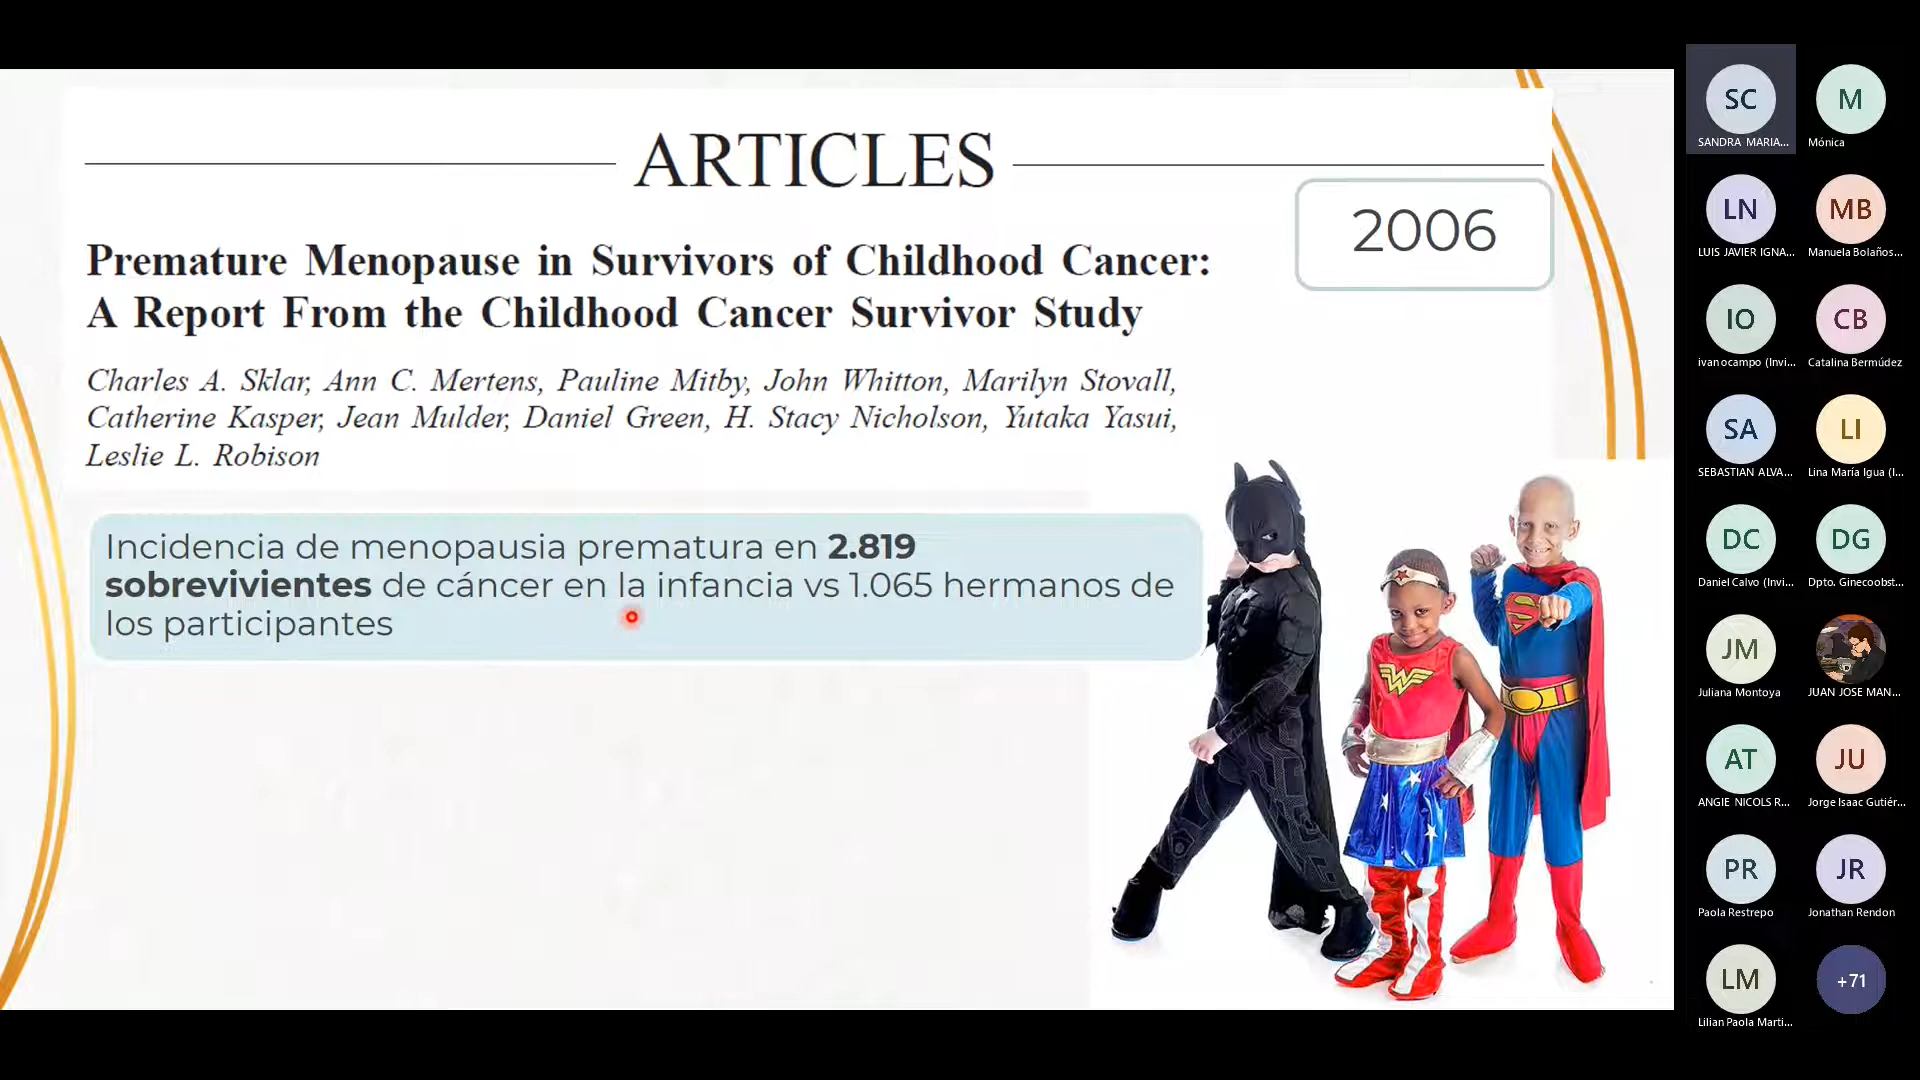 ARTICLES
2006
Premature Menopause in Survivors of Childhood Cancer:
A Report From the Childhood Cancer Survivor Study
Charles A. Sklar, Ann C. Mertens, Pauline Mitby, John Whitton, Marilyn Stovall,
Catherine Kasper, Jean Mulder, Daniel Green, H. Stacy Nicholson, Yutaka Yasui,
Leslie L. Robison
Incidencia de menopausia prematura en 2.819
sobrevivientes de cáncer en la infancia vs 1.065 hermanos de
los participantes
SC
SANDRA MARIA...
M
Mónica
LN
LUIS JAVIER IGNA...
MB
Manuela Bolaños...
IO
ivan ocampo (Invi...
CB
Catalina Bermúdez
SA
SEBASTIAN ALVA...
LI
Lina María Igua (I...
DC
Daniel Calvo (Invi...
DG
Dpto. Ginecoobst...
JM
Juliana Montoya
JUAN JOSE MAN...
AT
ANGIE NICOLS R...
JU
Jorge Isaac Gutiér...
PR
Paola Restrepo
JR
Jonathan Rendon
LM
Lilian Paola Marti...
+71